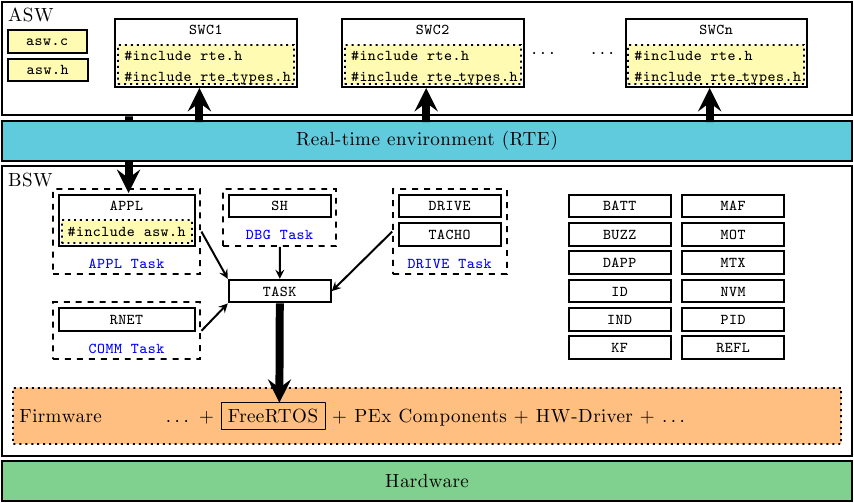 ASW
asw.c
asw.h
SWC1
#include rte.h
#include rte_types.h
SWC2
#include rte.h
#include rte_types.h
... ...
SWCn
#include rte.h
#include rte_types.h
Real-time environment (RTE)
BSW
APPL
#include asw.h
APPL Task
SH
DBG Task
DRIVE
TACHO
DRIVE Task
TASK
RNET
COMM Task
BATT
BUZZ
DAPP
ID
IND
KF
MAF
MOT
MTX
NVM
PID
REFL
Firmware ... + FreeRTOS + PEx Components + HW-Driver + ...
Hardware